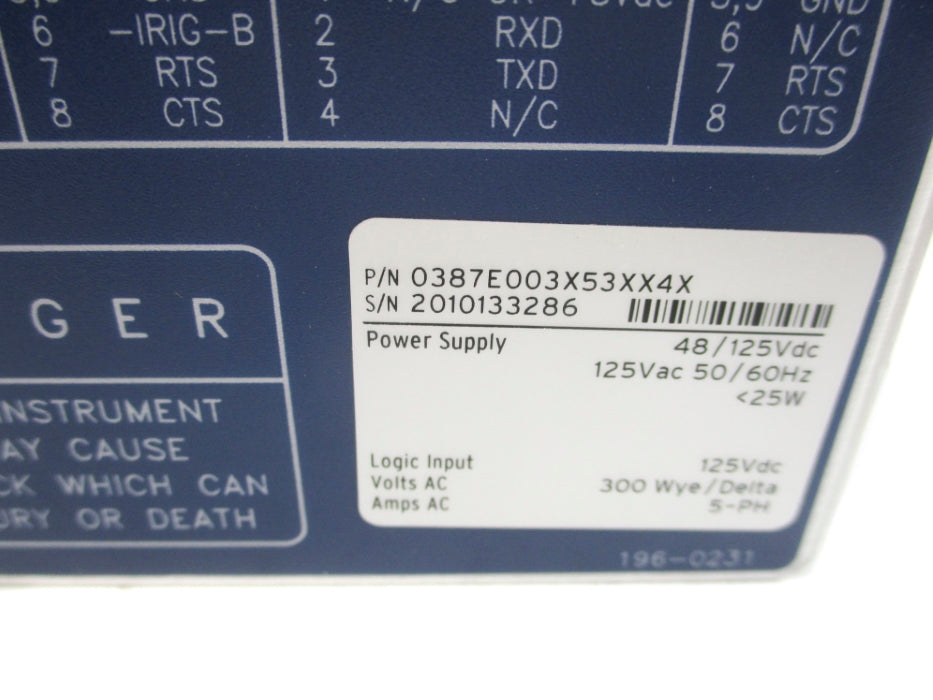 6 -IRIG-B 2 RXD 6 N/C
7 RTS 3 TXD 7 RTS
8 CTS 4 N/C 8 CTS
GER
INSTRUMENT
AY CAUSE
CK WHICH CAN
URY OR DEATH
P/N 0387E003X53XX4X
S/N 2010133286
Power Supply 48/125Vdc
125Vac 50/60Hz
<25W
Logic Input 125Vdc
Volts AC 300 Wye/Delta
Amps AC 5-PH
196-0231